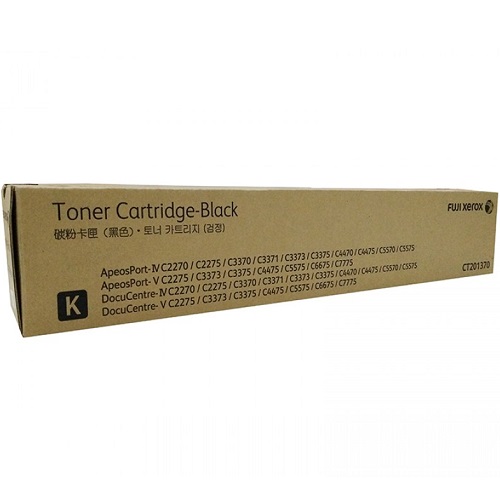 Toner Cartridge-Black
碳粉卡匣（黑色）・토너 카트리지 (검정)
FUJI xerox
ApeosPort-IV C2270 / C2275 / C3370 / C3371 / C3373 / C3375 / C4470 / C4475 / C5570 / C5575
ApeosPort- V C2275 / C3373 / C3375 / C4475 / C5575 / C6675 / C7775
DocuCentre-IV C2270 / C2275 / C3370 / C3371 / C3373 / C3375 / C4470 / C4475 / C5570 / C5575
DocuCentre- V C2275 / C3373 / C3375 / C4475 / C5575 / C6675 / C7775
CT201370
K